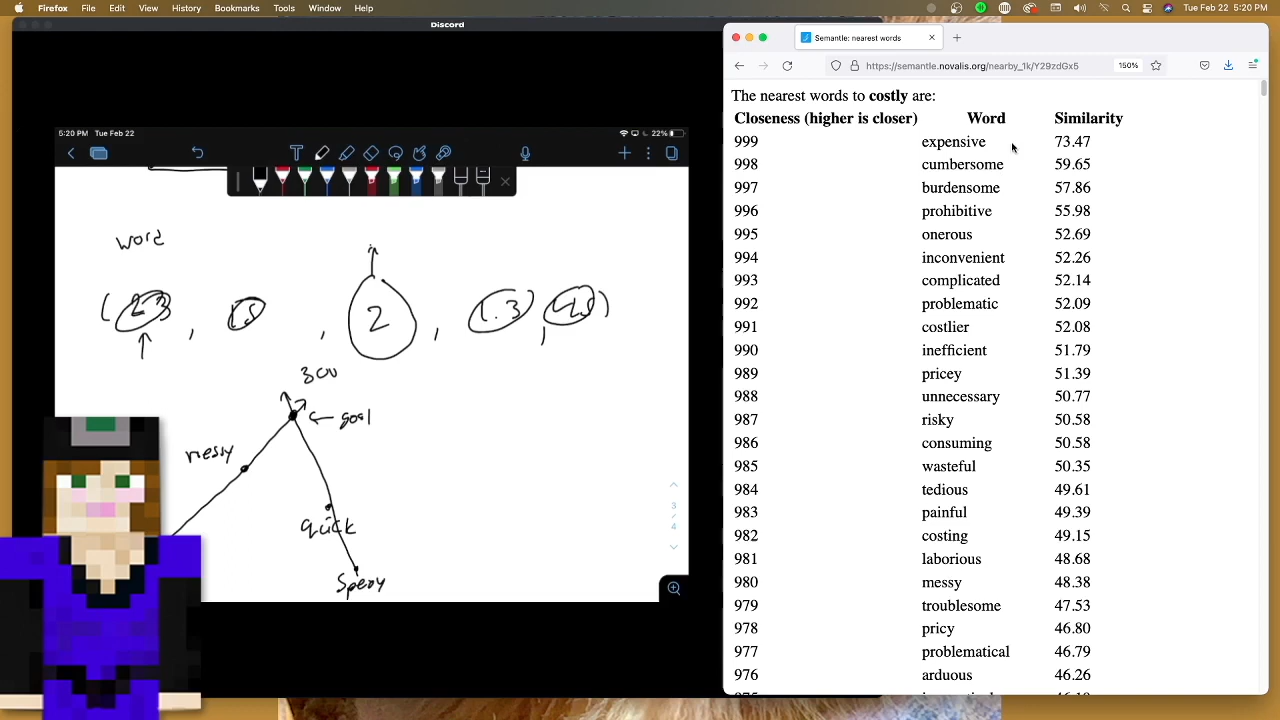 Firefox File Edit View History Bookmarks Tools Window Help Tue Feb 22 5:20 PM
Discord
Semantle: nearest words
https://semantle.novalis.org/nearby_1k/Y29zdGx5 150%
5:20 PM Tue Feb 22 22%
word
2 , 1.3
300
goal
messy
quick
3
/
4
The nearest words to costly are:
Closeness (higher is closer) Word Similarity
999 expensive 73.47
998 cumbersome 59.65
997 burdensome 57.86
996 prohibitive 55.98
995 onerous 52.69
994 inconvenient 52.26
993 complicated 52.14
992 problematic 52.09
991 costlier 52.08
990 inefficient 51.79
989 pricey 51.39
988 unnecessary 50.77
987 risky 50.58
986 consuming 50.58
985 wasteful 50.35
984 tedious 49.61
983 painful 49.39
982 costing 49.15
981 laborious 48.68
980 messy 48.38
979 troublesome 47.53
978 pricy 46.80
977 problematical 46.79
976 arduous 46.26